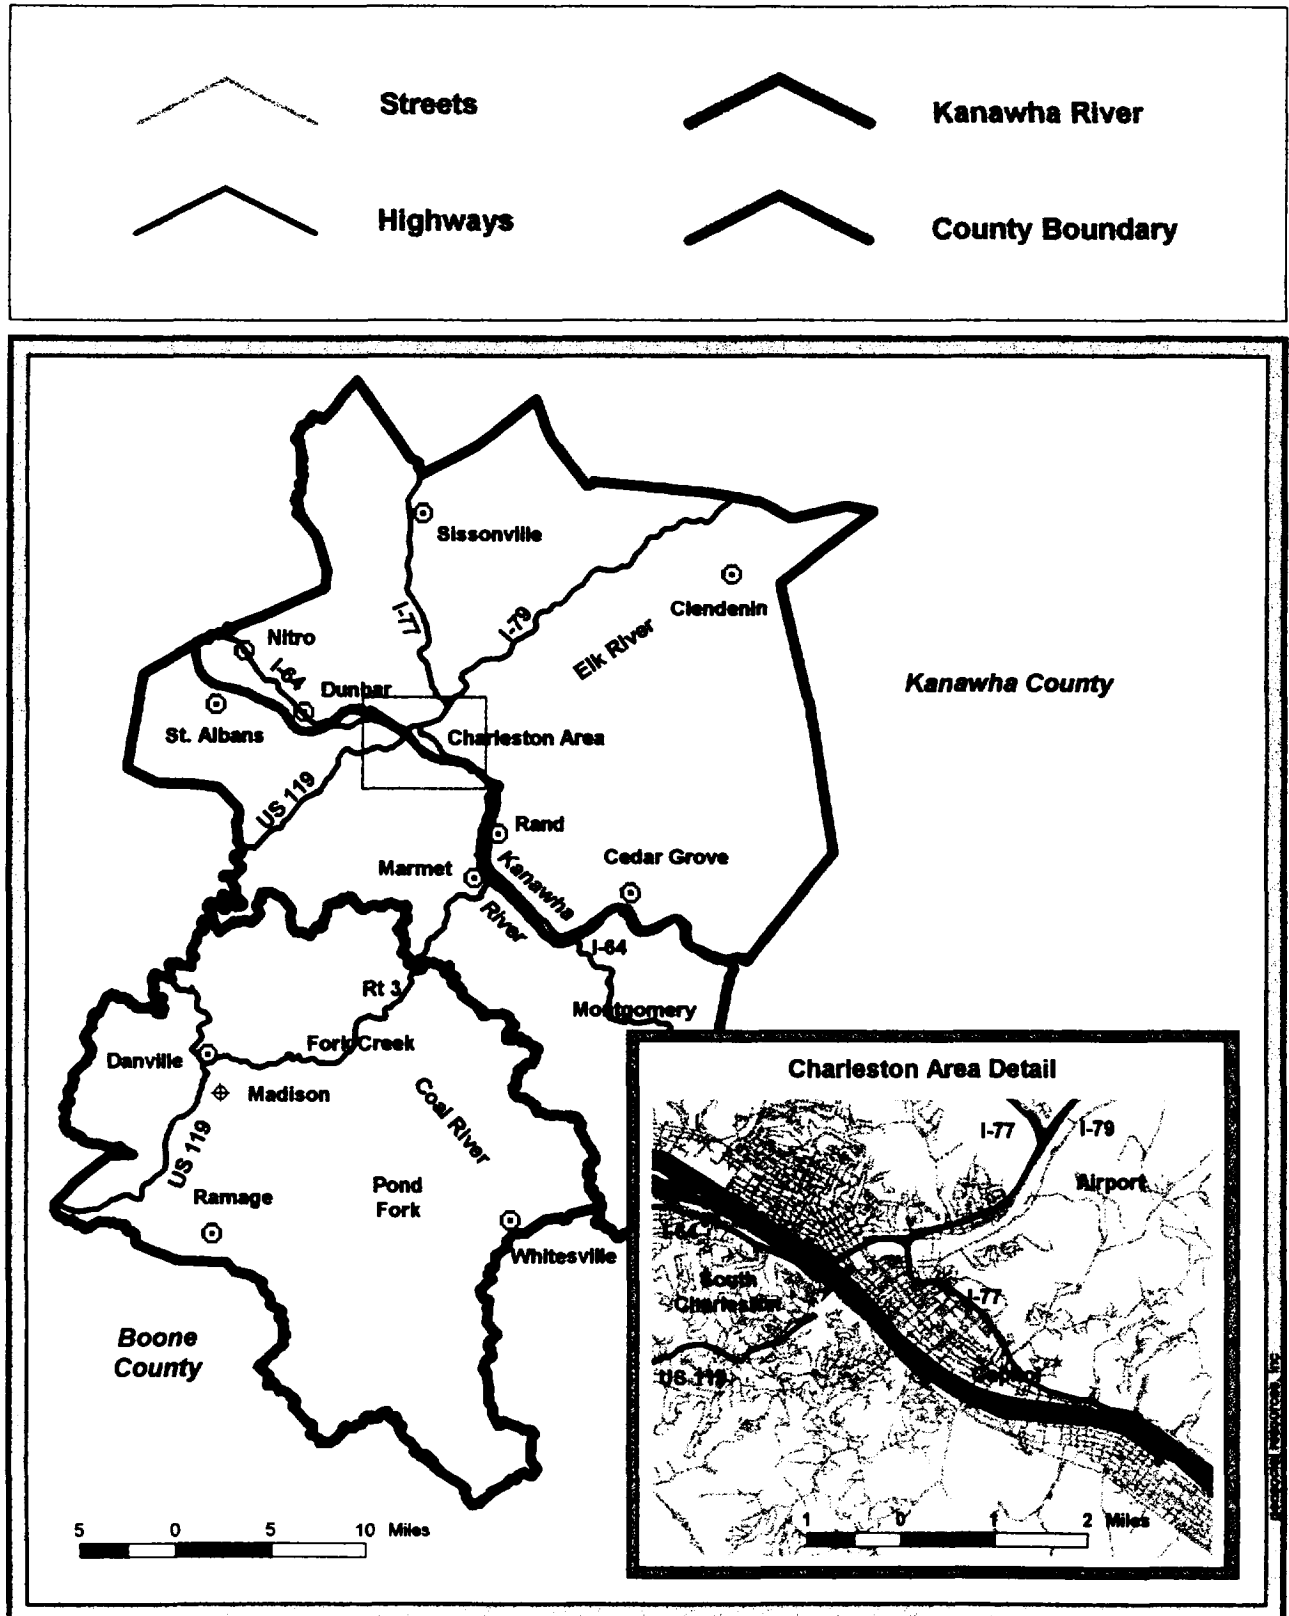 Streets
Kanawha River
Highways
County Boundary
Sissonville
Clendenin
I-77
I-79
Elk River
Nitro
I-64
Dunbar
Kanawha County
St. Albans
Charleston Area
US 119
Rand
Cedar Grove
Marmet
Kanawha
River
I-64
Rt 3
Montgomery
Fork Creek
Danville
Madison
Coal River
US 119
Ramage
Pond
Fork
Whitesville
Boone
County
5 0 5 10 Miles
Charleston Area Detail
I-77
I-79
Airport
I-64
South
Charleston
I-77
US 119
Capitol
1 0 1 2 Miles